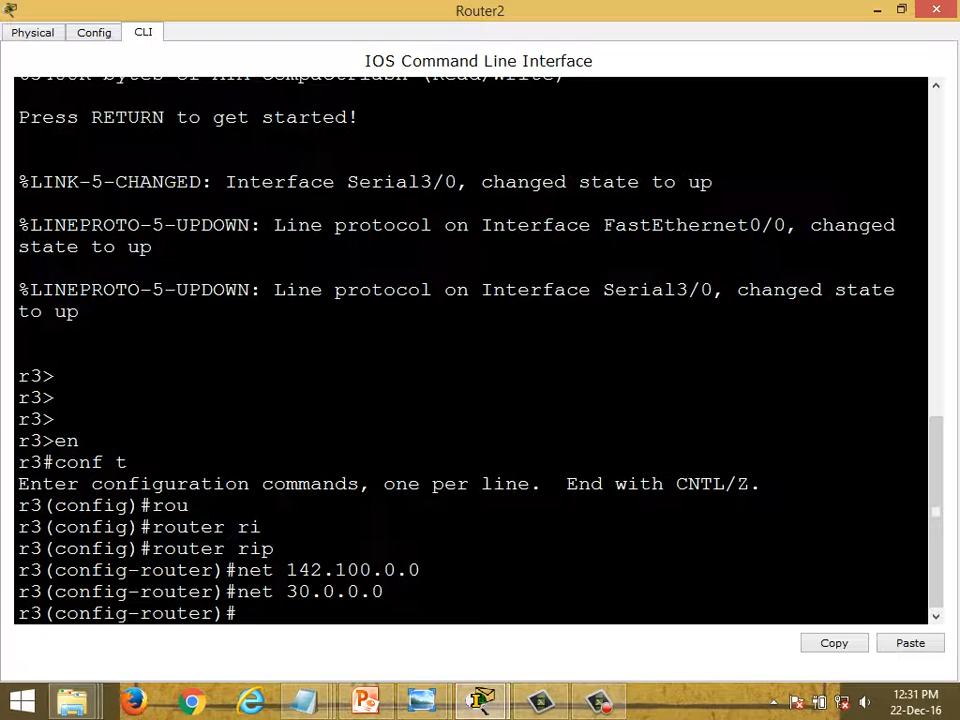 Router2
Physical
Config
CLI
IOS Command Line Interface
Press RETURN to get started!
%LINK-5-CHANGED: Interface Serial3/0, changed state to up
%LINEPROTO-5-UPDOWN: Line protocol on Interface FastEthernet0/0, changed
state to up
%LINEPROTO-5-UPDOWN: Line protocol on Interface Serial3/0, changed state
to up
r3>
r3>
r3>
r3>en
r3#conf t
Enter configuration commands, one per line.  End with CNTL/Z.
r3(config)#rou
r3(config)#router ri
r3(config)#router rip
r3(config-router)#net 142.100.0.0
r3(config-router)#net 30.0.0.0
r3(config-router)#
Copy
Paste
12:31 PM
22-Dec-16